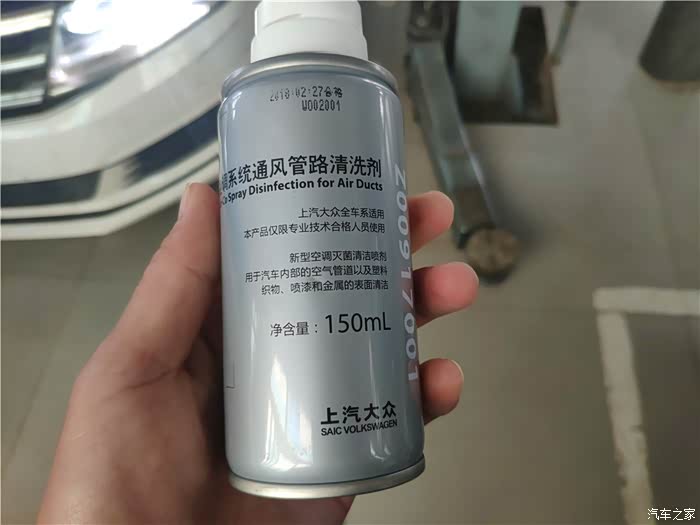 2018-02-27合格
W002001
调系统通风管路清洗剂
-Co Spray Disinfection for Air Ducts
上汽大众全车系适用
本产品仅限专业技术合格人员使用
新型空调灭菌清洁喷剂
用于汽车内部的空气管道以及塑料
织物、喷漆和金属的表面清洁
净含量：150mL
上汽大众
SAIC VOLKSWAGEN
汽车之家